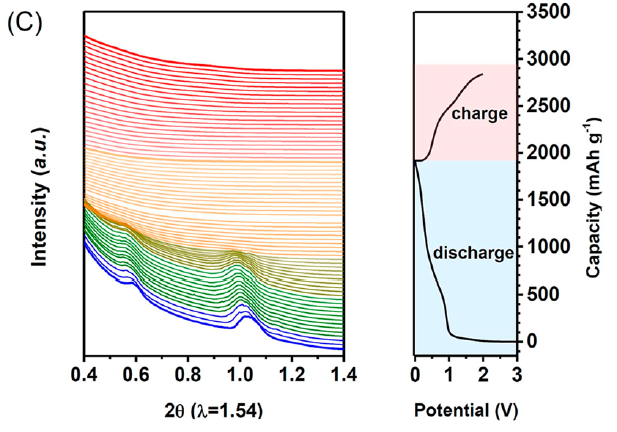 (C)
Intensity (a.u.)
0.4 0.6 0.8 1.0 1.2 1.4
2θ (λ=1.54)
charge
discharge
0 1 2 3
Potential (V)
3500
3000
2500
2000
1500
1000
500
0
Capacity (mAh g⁻¹)